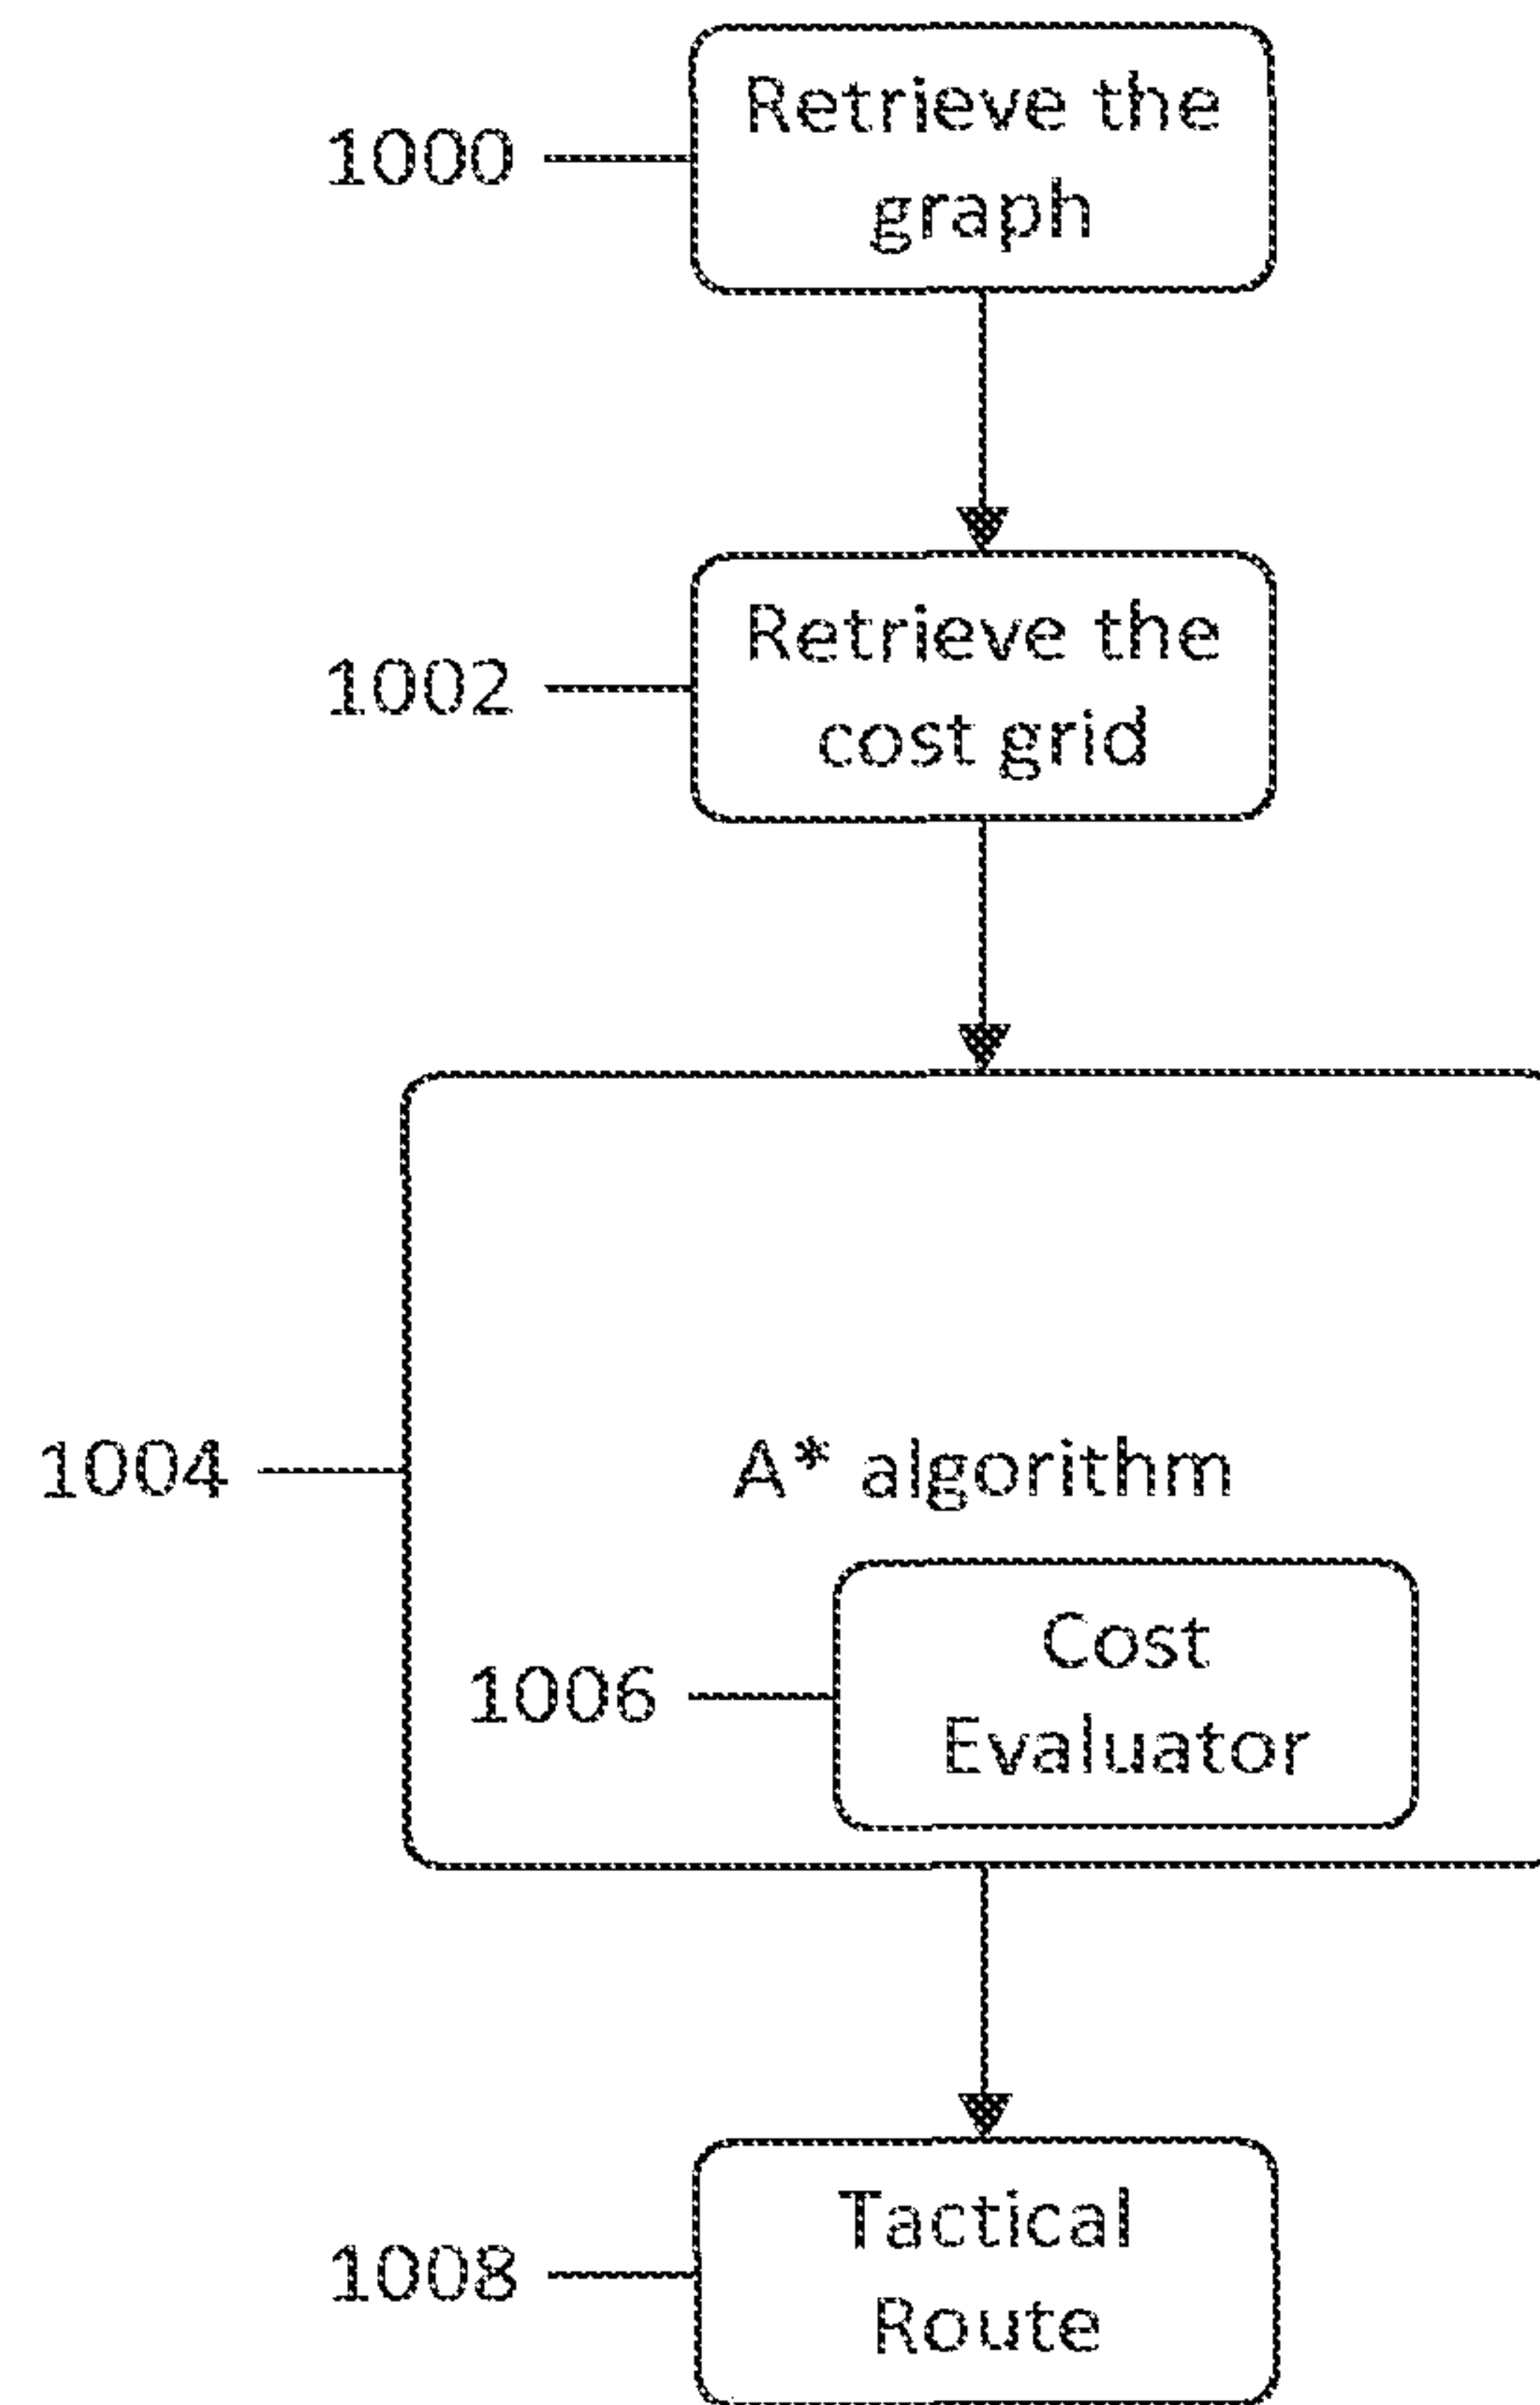 1000
Retrieve the
graph
1002
Retrieve the
cost grid
1004
A* algorithm
1006
Cost
Evaluator
1008
Tactical
Route